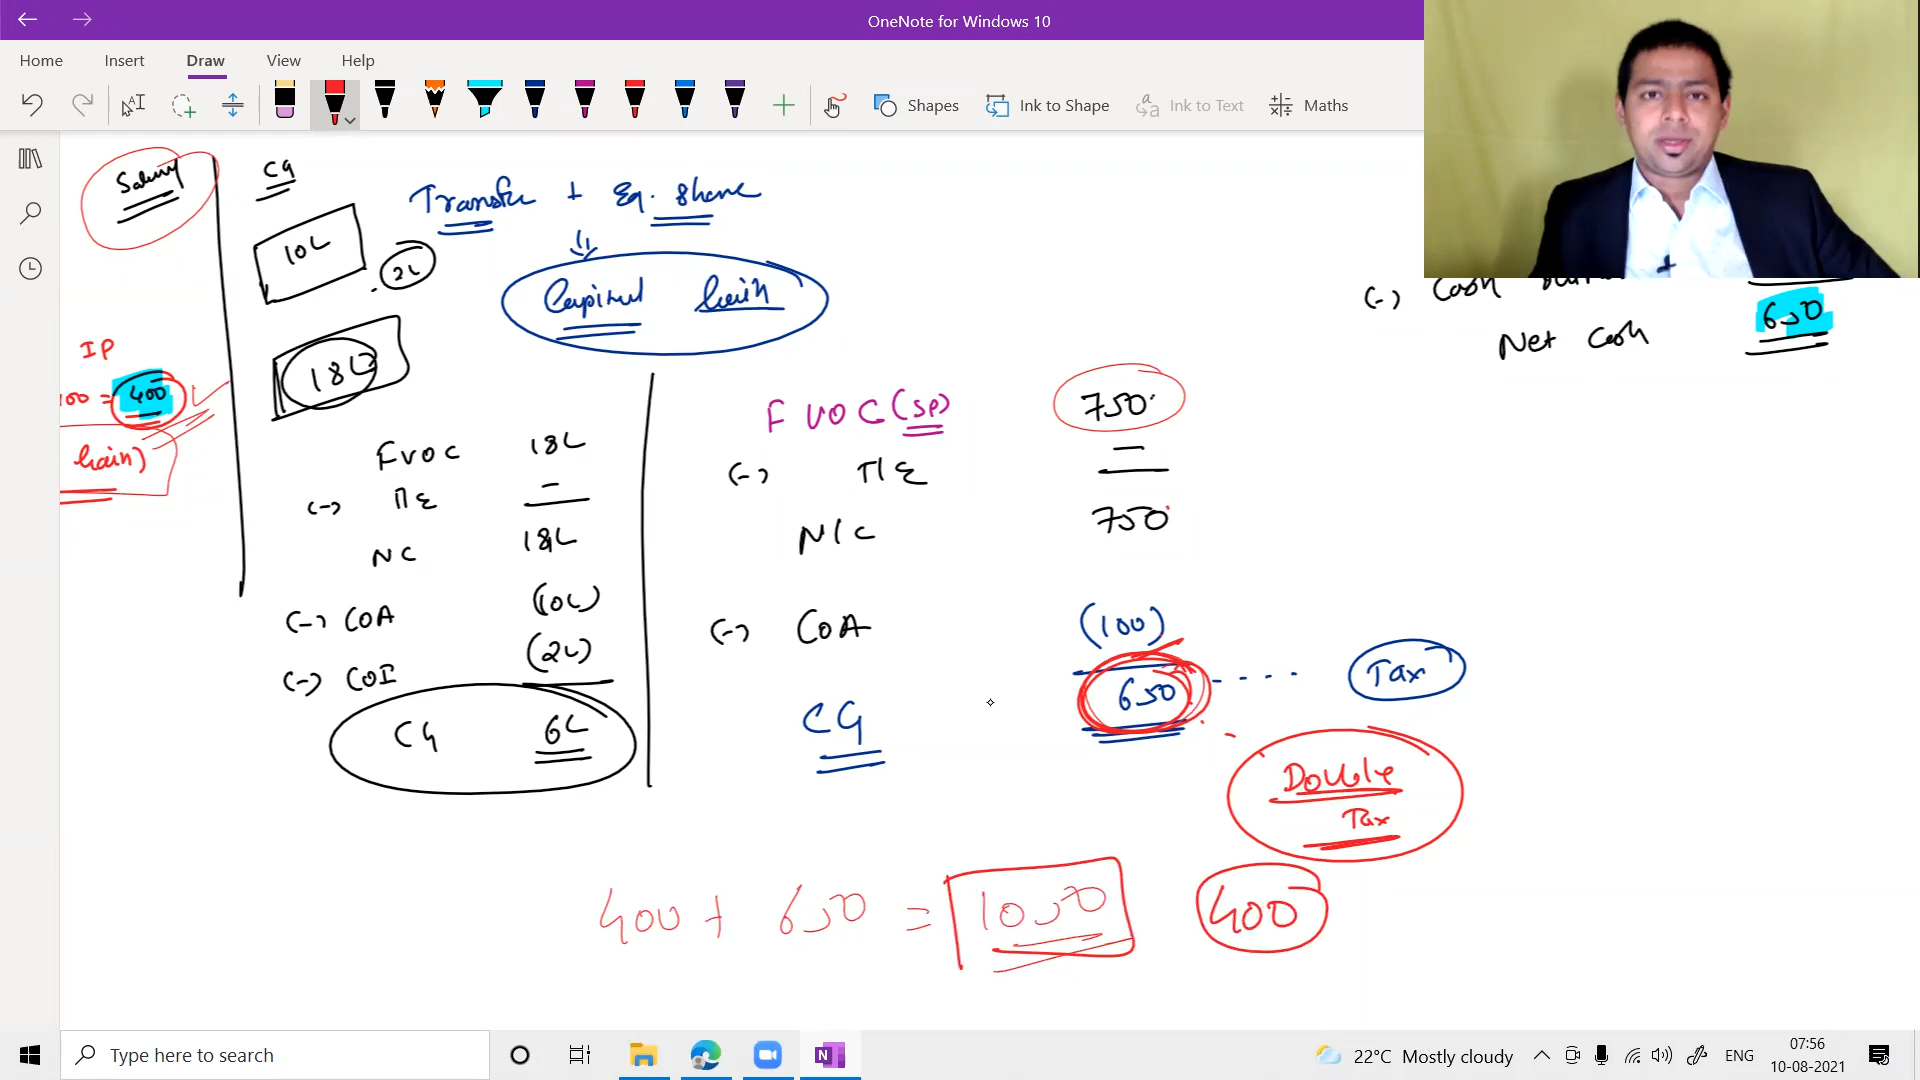 OneNote for Windows 10
Home Insert Draw View Help
Shapes Ink to Shape Ink to Text Maths
Salary
CG
Transfer + Eq. Share
10L
2L
Capital Gain
(-) Cash
650
Net Cash
IP
18L
100 = 400
Gain)
FVOC 18L
(-) TE -
NC 18L
(-) COA (10L)
(-) COI (2L)
CG 6L
FVOC (SP) 750
(-) T/E -
N/C 750
(-) COA (100)
CG 650 ---- Tax
Double
Tax
400 + 650 = 1050 400
Type here to search
22°C Mostly cloudy
ENG
07:56
10-08-2021